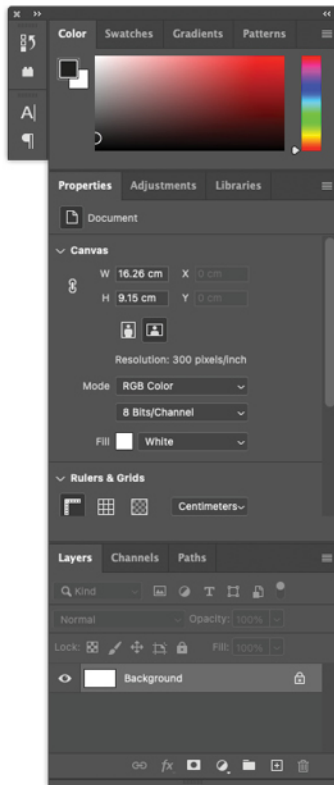 Color Swatches Gradients Patterns
A|
Properties Adjustments Libraries
Document
Canvas
W 16.26 cm X 0 cm
H 9.15 cm Y 0 cm
Resolution: 300 pixels/inch
Mode RGB Color
8 Bits/Channel
Fill White
Rulers & Grids
Centimeters
Layers Channels Paths
Kind T
Normal Opacity: 100%
Lock: Fill: 100%
Background
fx